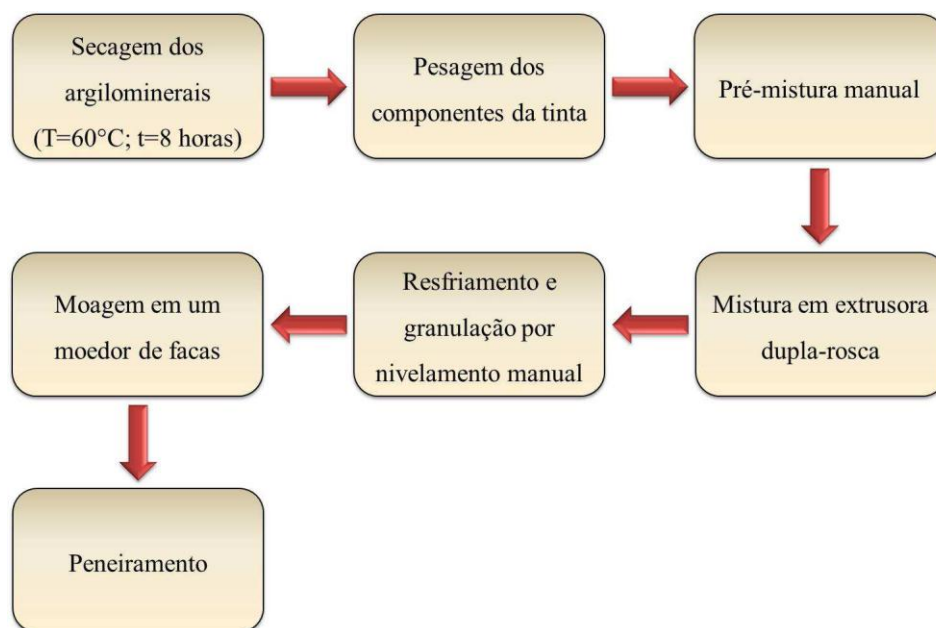 Secagem dos
argilominerais
(T=60°C; t=8 horas)
Pesagem dos
componentes da tinta
Pré-mistura manual
Mistura em extrusora
dupla-rosca
Resfriamento e
granulação por
nivelamento manual
Moagem em um
moedor de facas
Peneiramento